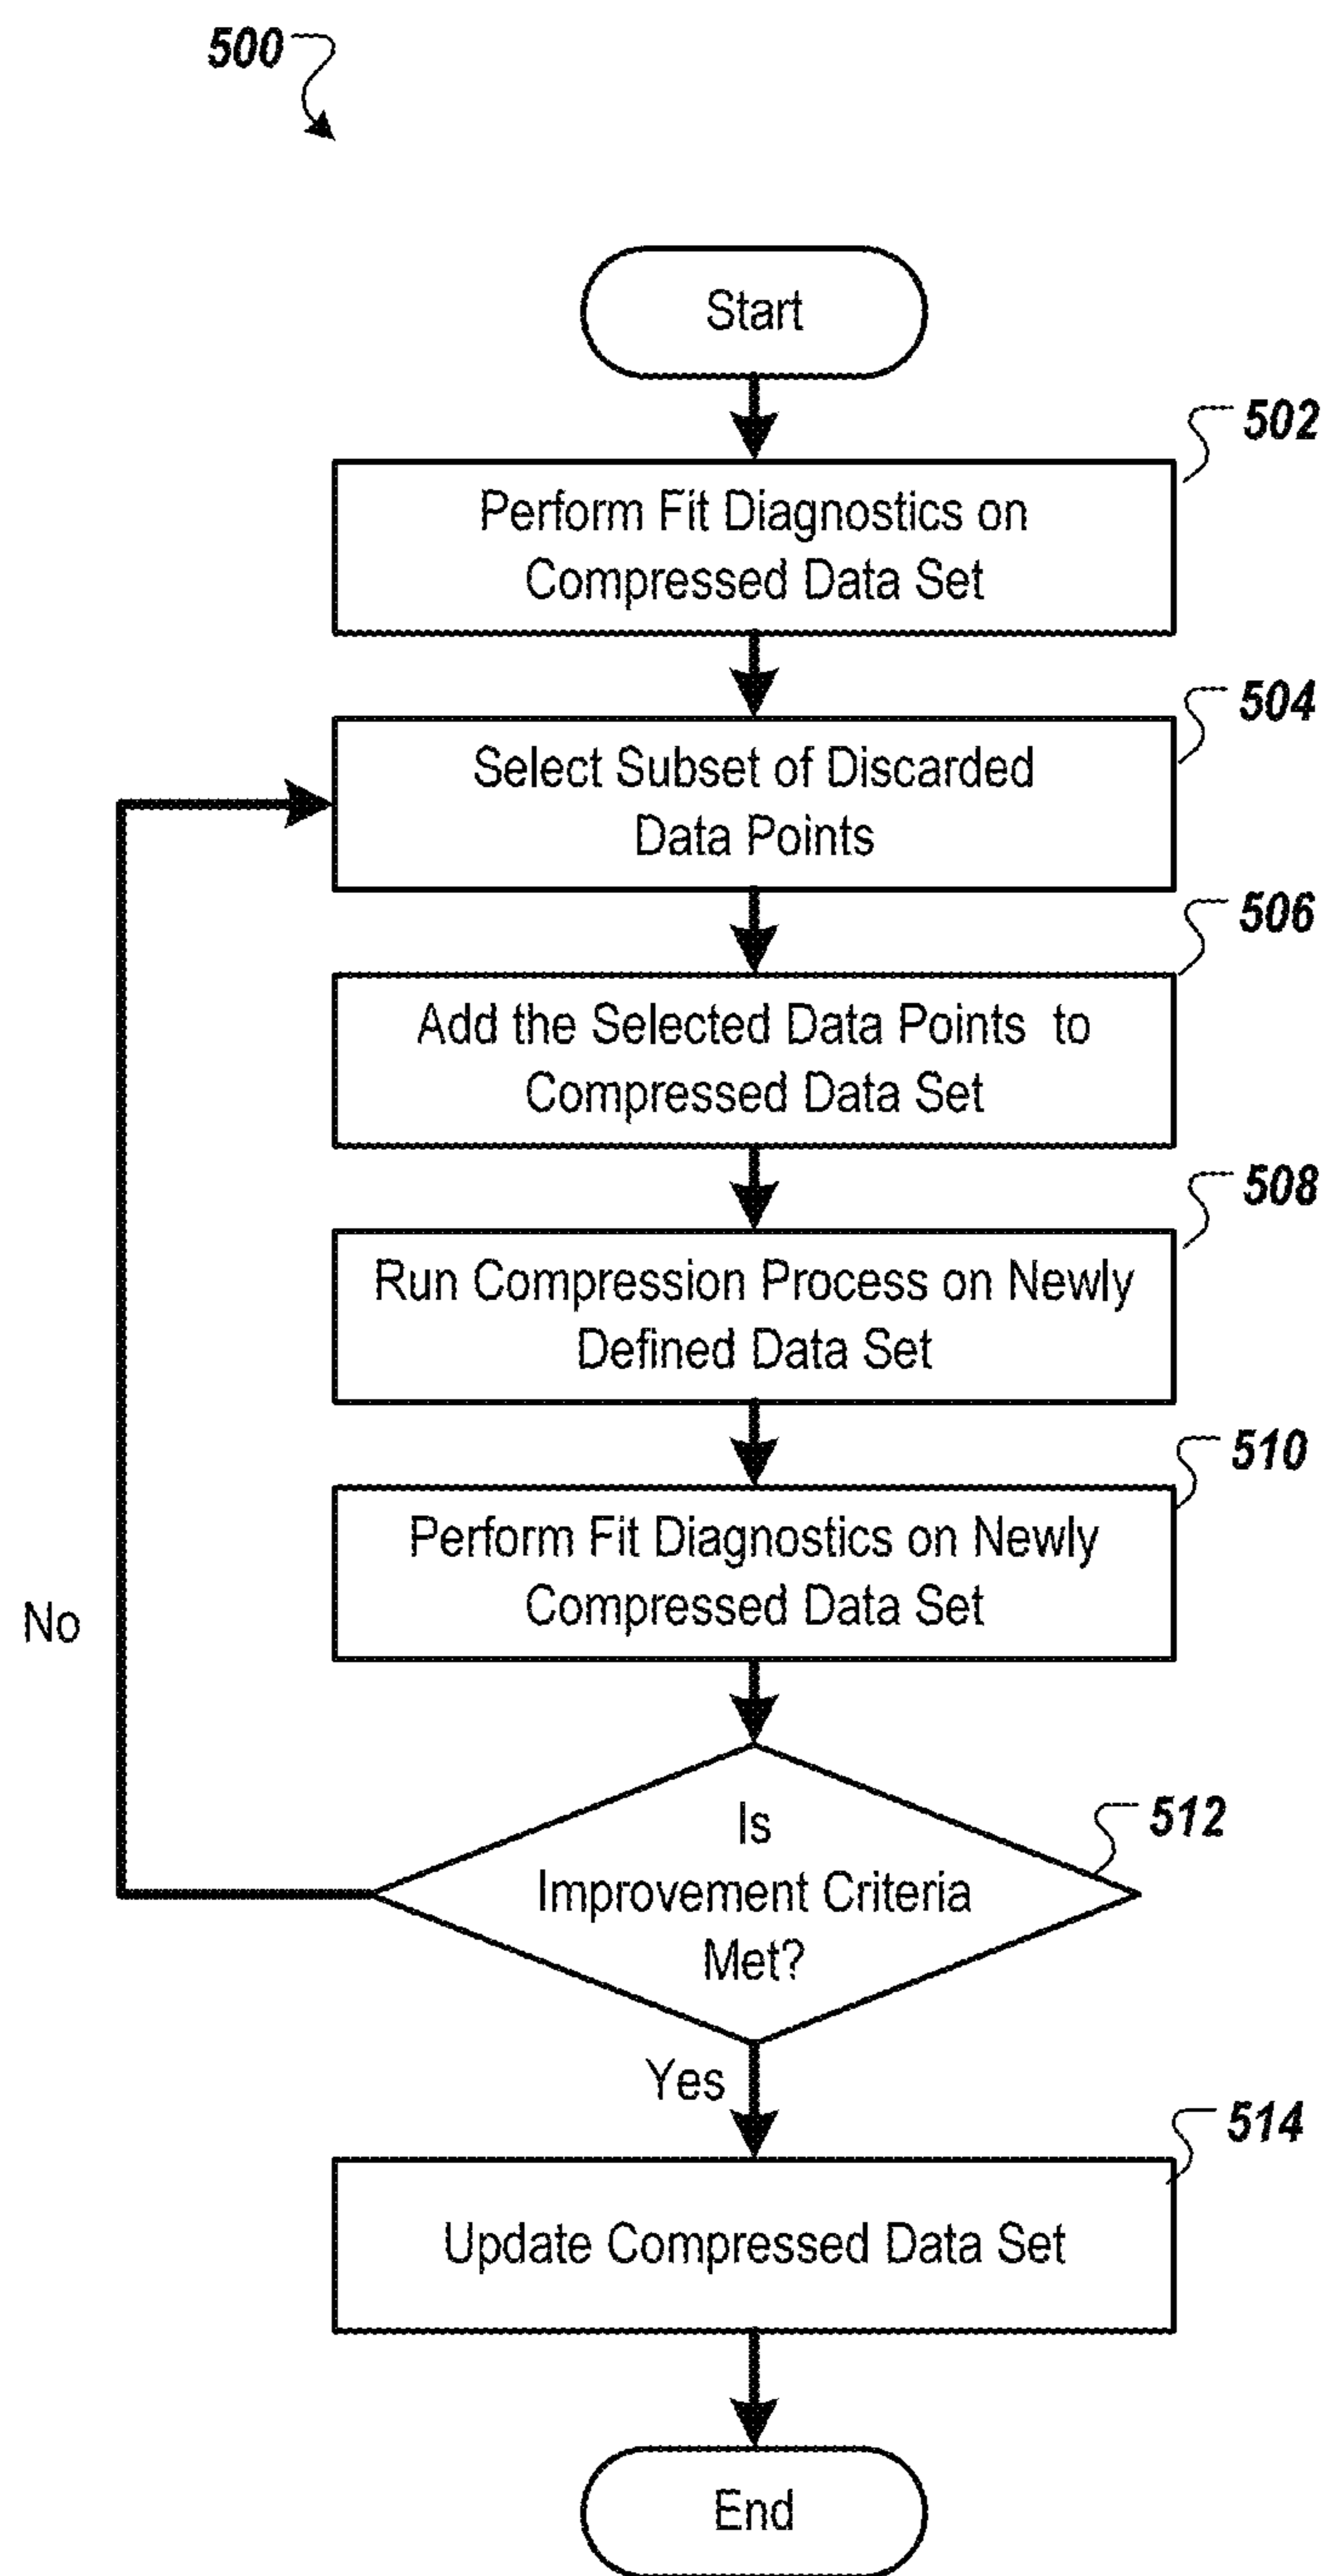 500
Start
502
Perform Fit Diagnostics on
Compressed Data Set
504
Select Subset of Discarded
Data Points
506
Add the Selected Data Points to
Compressed Data Set
508
Run Compression Process on Newly
Defined Data Set
510
Perform Fit Diagnostics on Newly
Compressed Data Set
No
512
Is
Improvement Criteria
Met?
Yes
514
Update Compressed Data Set
End